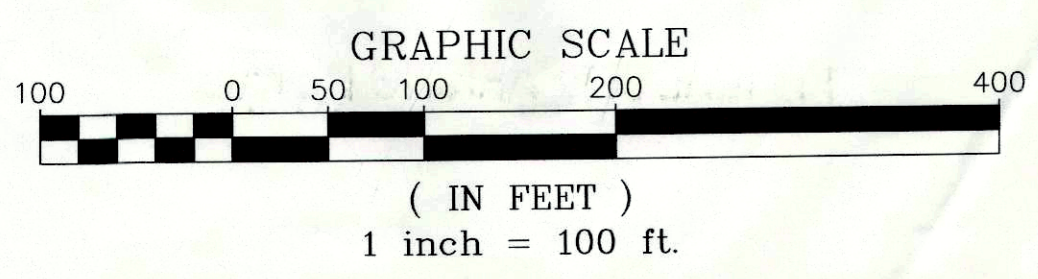 GRAPHIC SCALE
100 0 50 100 200 400
( IN FEET )
1 inch = 100 ft.